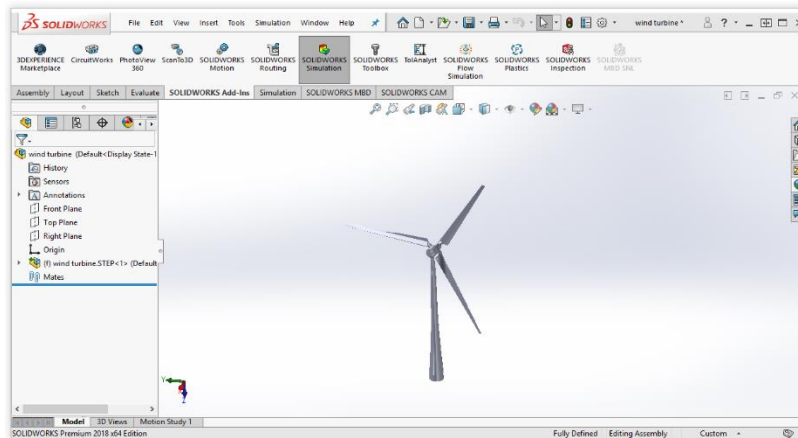 SOLIDWORKS File Edit View Insert Tools Simulation Window Help wind turbine * ?
3DEXPERIENCE Marketplace
CircuitWorks
PhotoView 360
ScanTo3D
SOLIDWORKS Motion
SOLIDWORKS Routing
SOLIDWORKS Simulation
SOLIDWORKS Toolbox
TolAnalyst
SOLIDWORKS Flow Simulation
SOLIDWORKS Plastics
SOLIDWORKS Inspection
SOLIDWORKS MBD SNL
Assembly Layout Sketch Evaluate SOLIDWORKS Add-Ins Simulation SOLIDWORKS MBD SOLIDWORKS CAM
wind turbine (Default<Display State-1
History
Sensors
Annotations
Front Plane
Top Plane
Right Plane
Origin
(f) wind turbine.STEP<1> (Default
Mates
Y
Model 3D Views Motion Study 1
SOLIDWORKS Premium 2018 x64 Edition Fully Defined Editing Assembly Custom